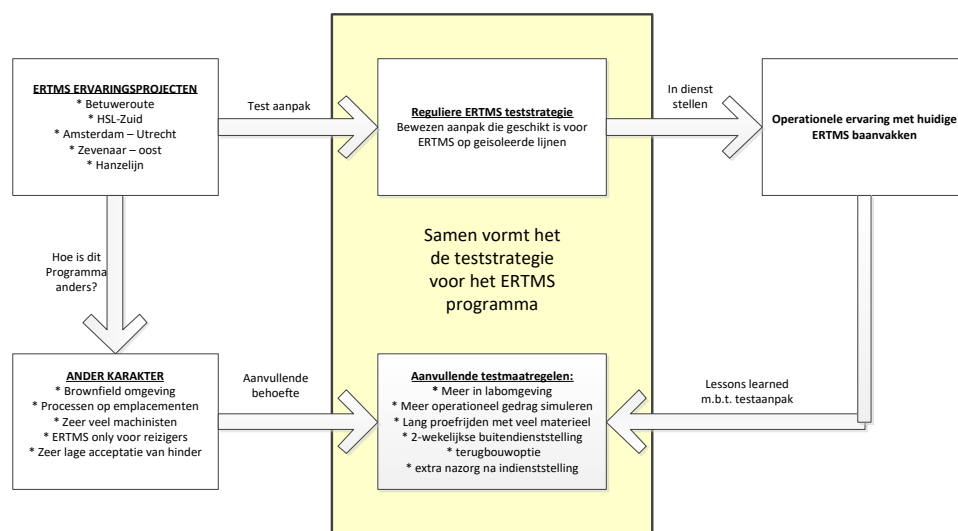 ERTMS ERVARINGSPROJECTEN
* Betuweroute
* HSL-Zuid
* Amsterdam – Utrecht
* Zevenaar – oost
* Hanzelijn
Test aanpak
Reguliere ERTMS teststrategie
Bewezen aanpak die geschikt is voor
ERTMS op geisoleerde lijnen
In dienst
stellen
Operationele ervaring met huidige
ERTMS baanvakken
Hoe is dit
Programma
anders?
Samen vormt het
de teststrategie
voor het ERTMS
programma
ANDER KARAKTER
* Brownfield omgeving
* Processen op emplacementen
* Zeer veel machinisten
* ERTMS only voor reizigers
* Zeer lage acceptatie van hinder
Aanvullende
behoefte
Aanvullende testmaatregelen:
* Meer in labomgeving
* Meer operationeel gedrag simuleren
* Lang proefrijden met veel materieel
* 2-wekelijkse buitendienststelling
* terugbouwoptie
* extra nazorg na indienststelling
Lessons learned
m.b.t. testaanpak